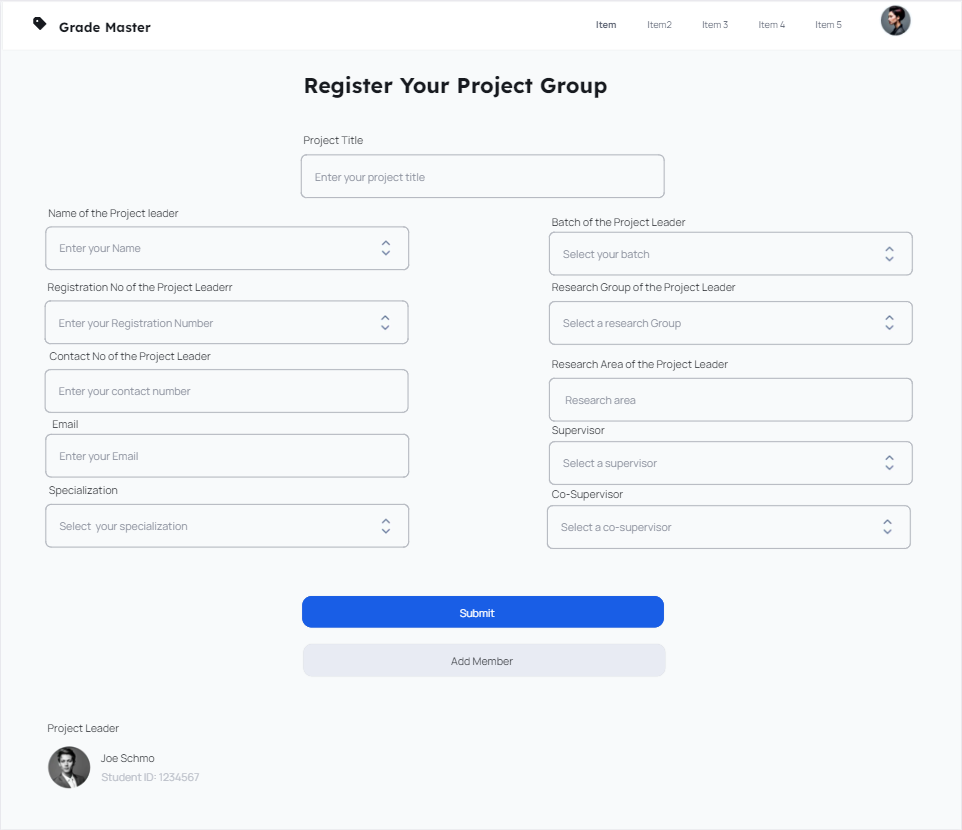 Grade Master
Item
Item2
Item 3
Item 4
Item 5
Register Your Project Group
Project Title
Enter your project title
Name of the Project leader
Enter your Name
Registration No of the Project Leaderr
Enter your Registration Number
Contact No of the Project Leader
Enter your contact number
Email
Enter your Email
Specialization
Select your specialization
Batch of the Project Leader
Select your batch
Research Group of the Project Leader
Select a research Group
Research Area of the Project Leader
Research area
Supervisor
Select a supervisor
Co-Supervisor
Select a co-supervisor
Submit
Add Member
Project Leader
Joe Schmo
Student ID: 1234567